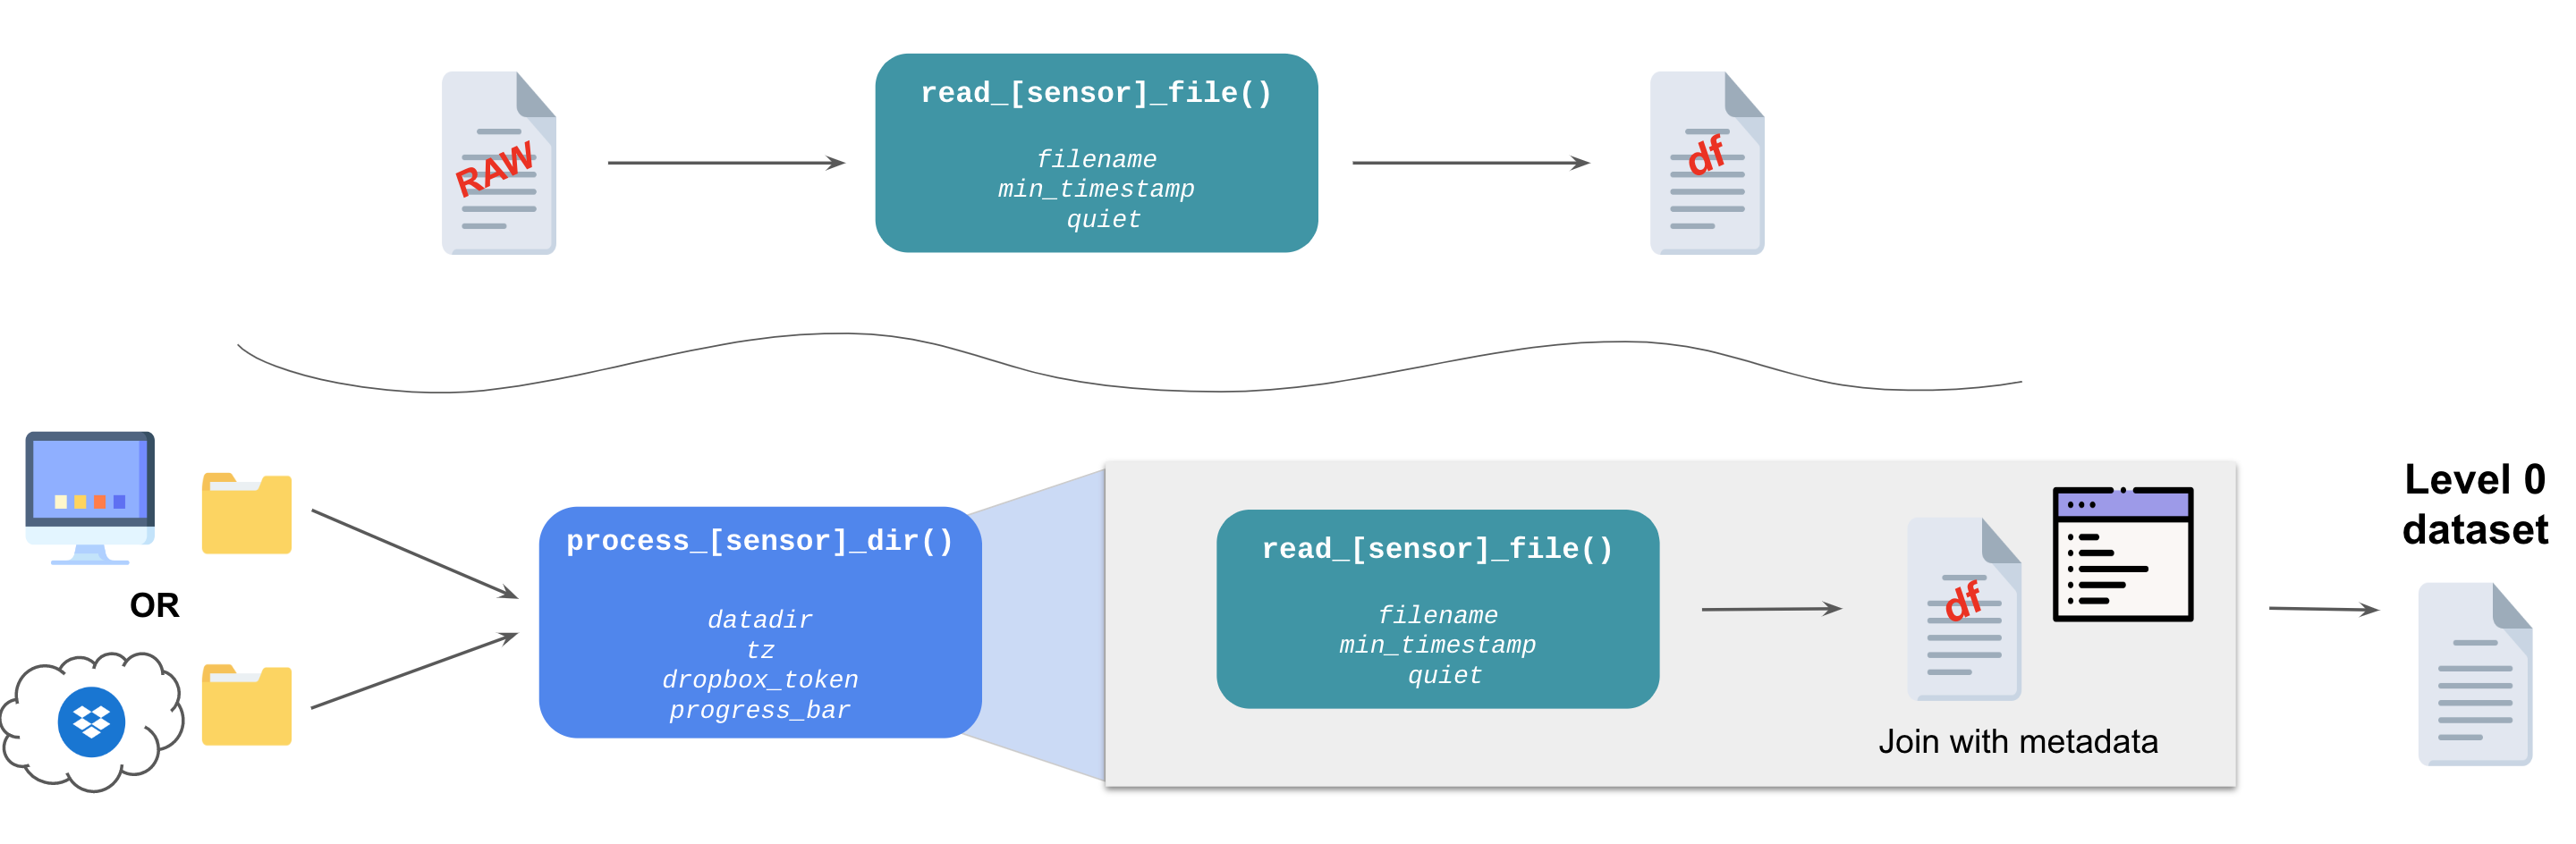 RAW
read_[sensor]_file()
filename
min_timestamp
quiet
df
OR
process_[sensor]_dir()
datadir
tz
dropbox_token
progress_bar
read_[sensor]_file()
filename
min_timestamp
quiet
df
Join with metadata
Level 0
dataset